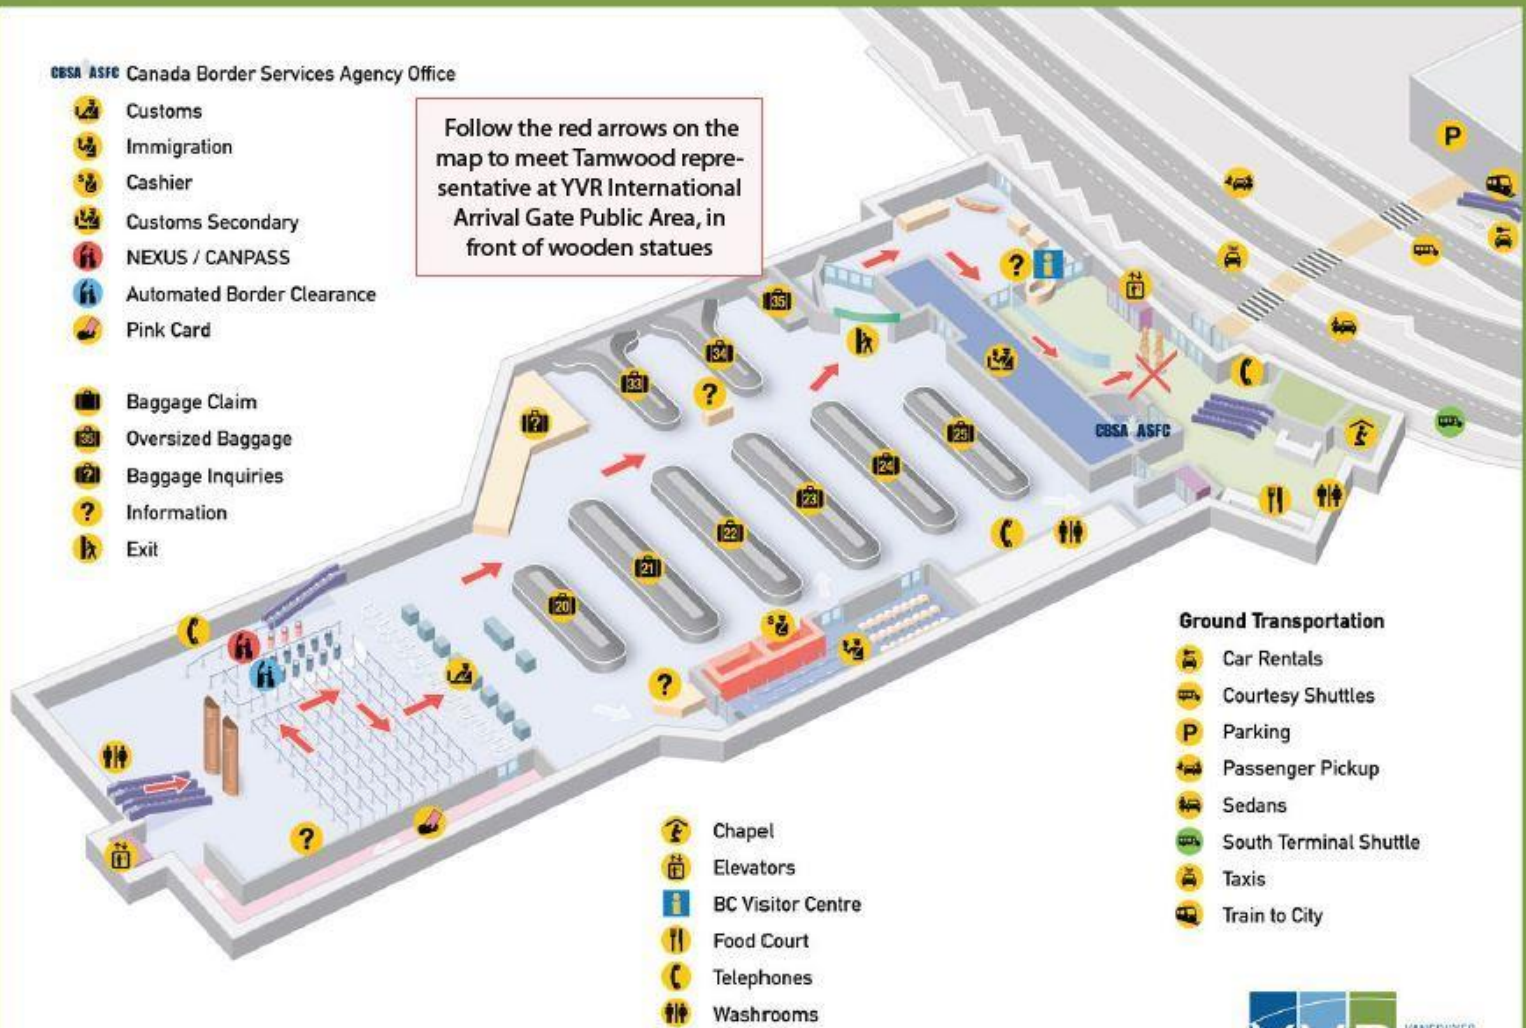 CBSA ASFC Canada Border Services Agency Office
Customs
Immigration
Cashier
Customs Secondary
NEXUS / CANPASS
Automated Border Clearance
Pink Card
Baggage Claim
35 Oversized Baggage
? Baggage Inquiries
? Information
Exit
Follow the red arrows on the
map to meet Tamwood repre-
sentative at YVR International
Arrival Gate Public Area, in
front of wooden statues
P
?
i
35
34
33
?
?
25
24
23
22
21
20
CBSA ASFC
$
?
?
Ground Transportation
Car Rentals
Courtesy Shuttles
P Parking
Passenger Pickup
Sedans
South Terminal Shuttle
Taxis
Train to City
Chapel
Elevators
i BC Visitor Centre
Food Court
Telephones
Washrooms